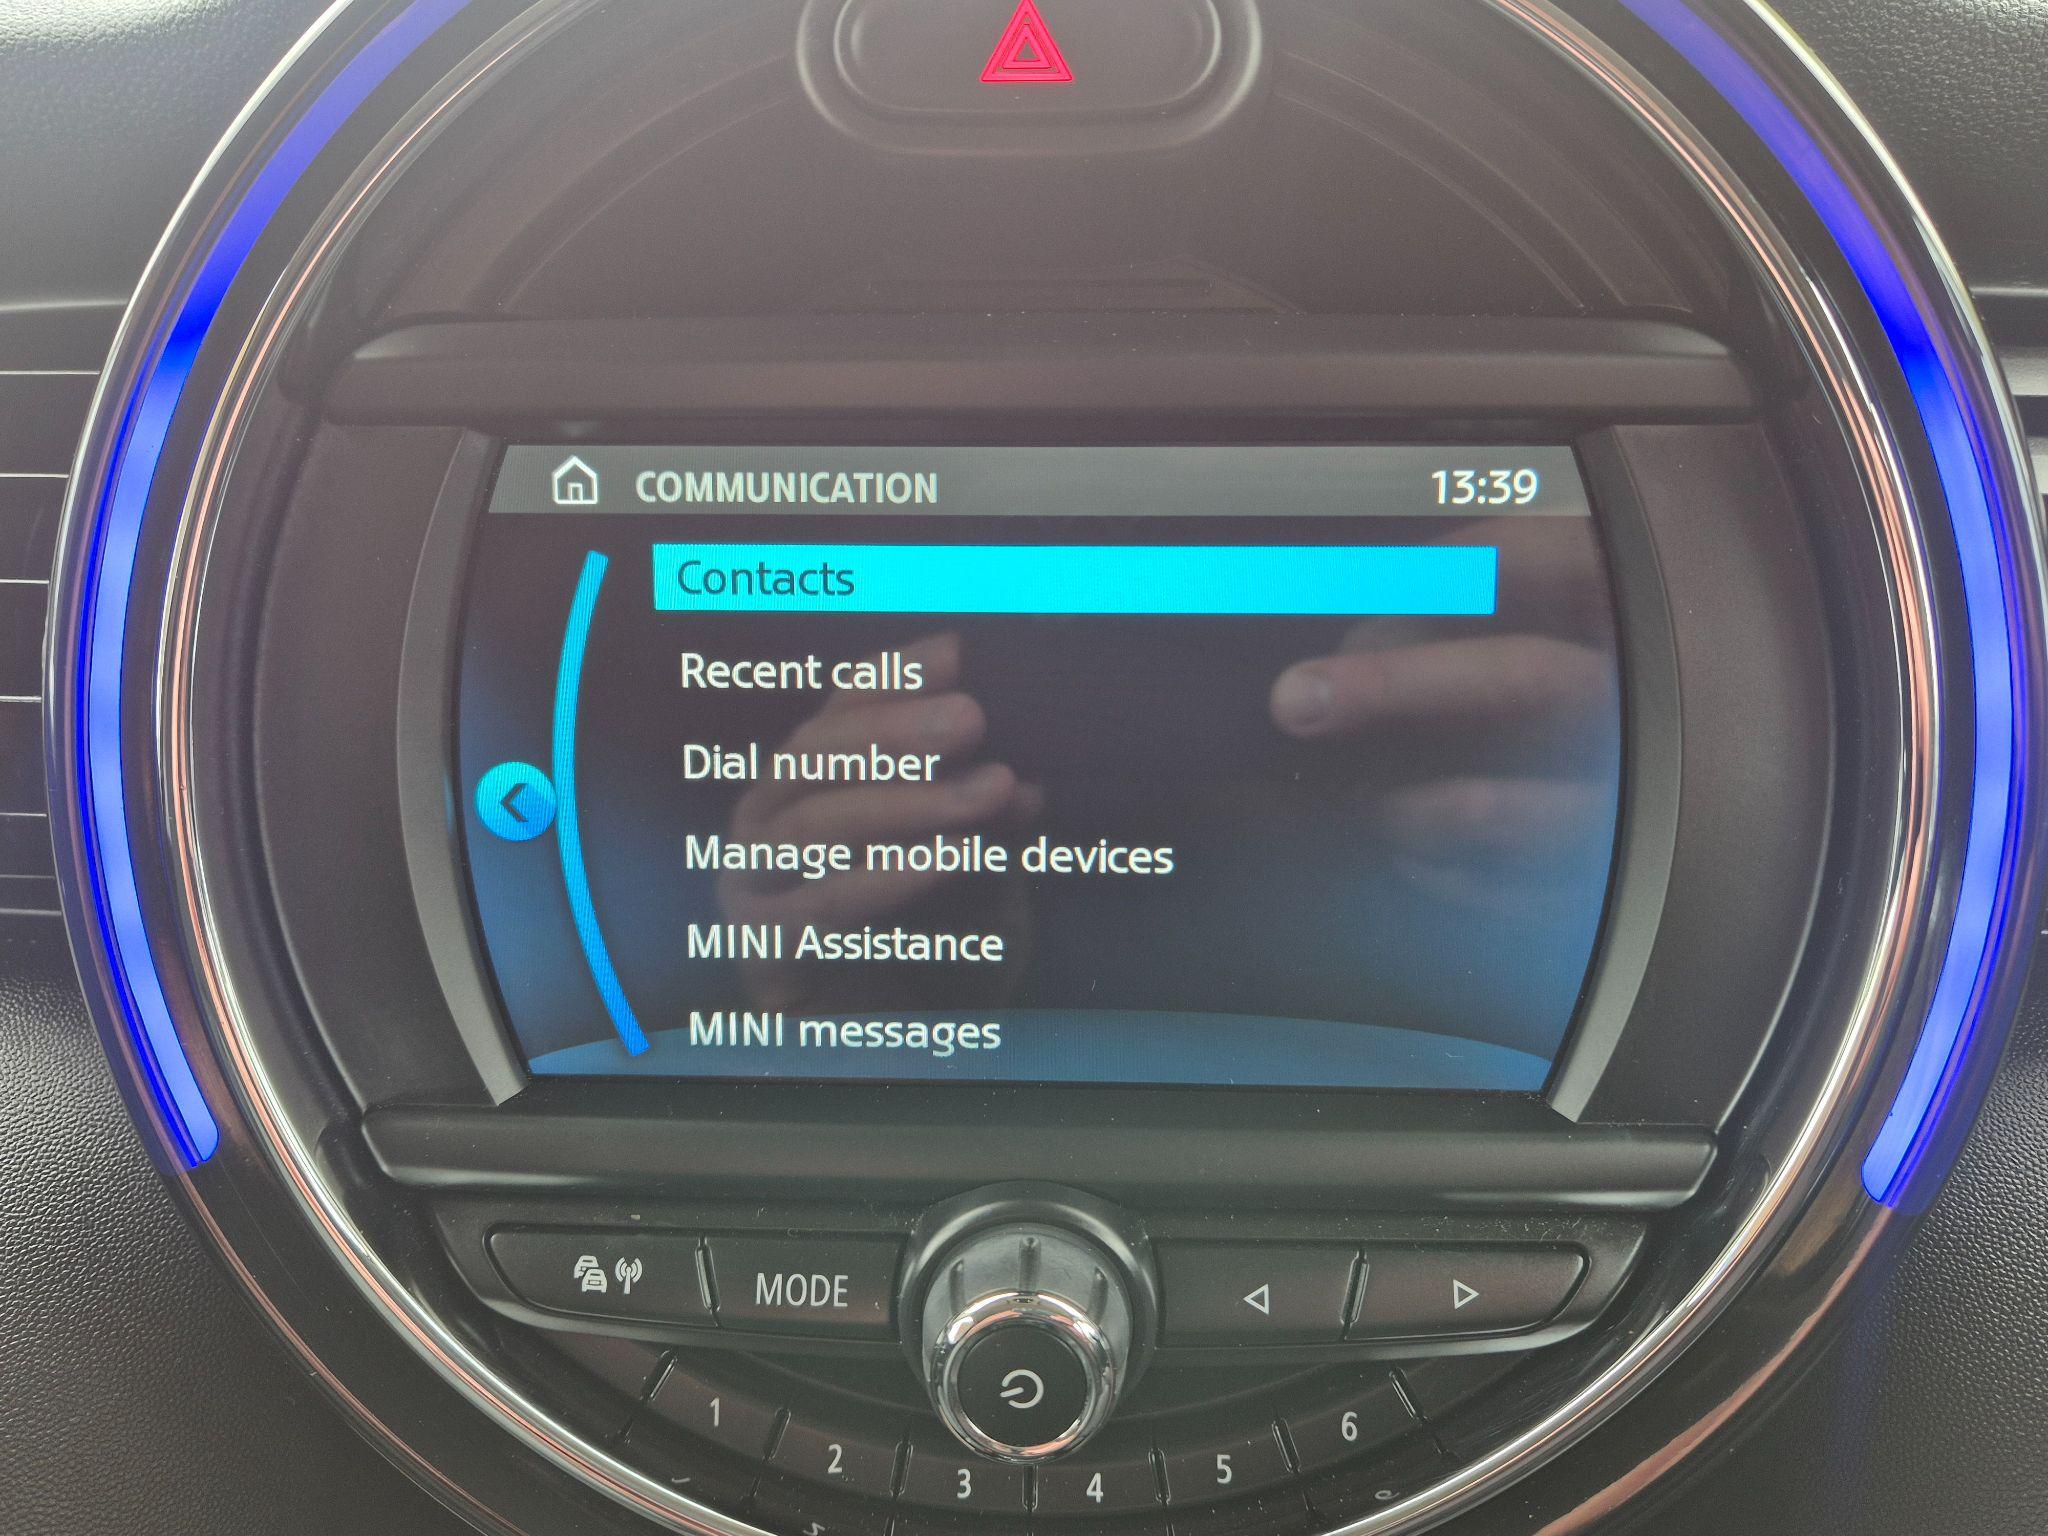 COMMUNICATION 13:39
Contacts
Recent calls
Dial number
Manage mobile devices
MINI Assistance
MINI messages
MODE
1 2 3 4 5 6